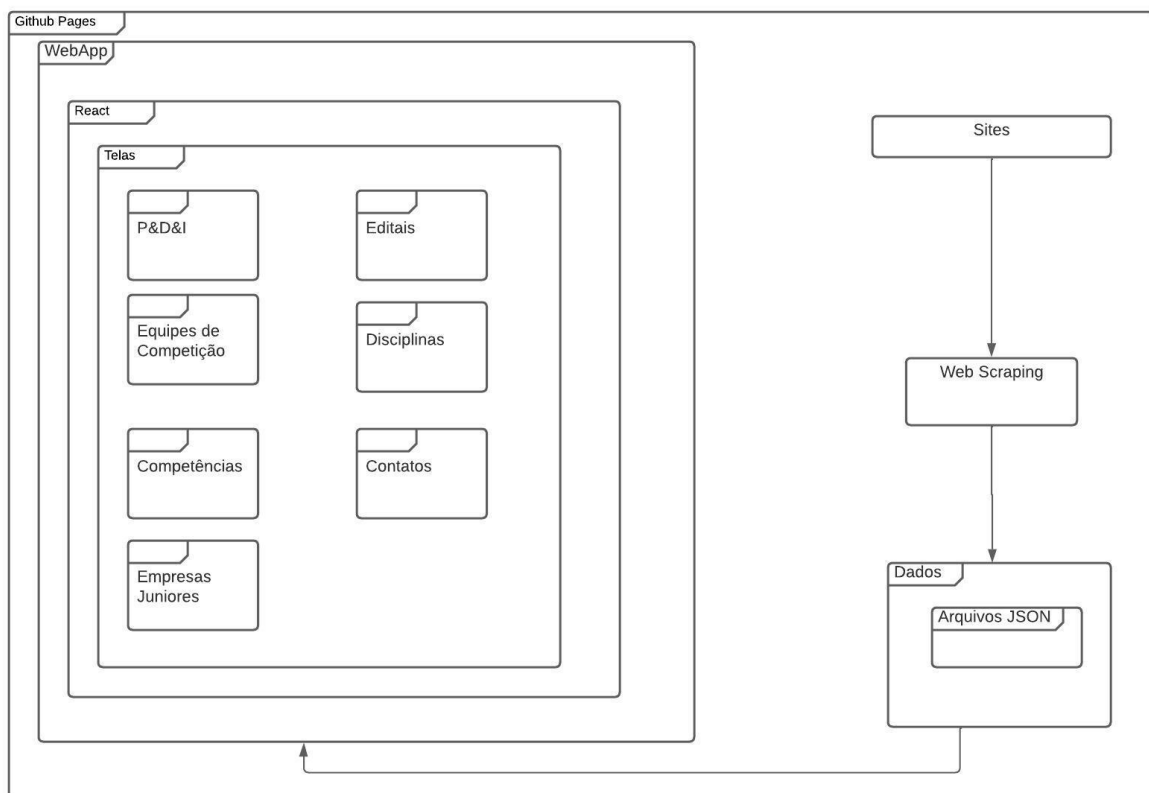 Github Pages
WebApp
React
Telas
P&D&I
Editais
Equipes de
Competição
Disciplinas
Competências
Contatos
Empresas
Juniores
Sites
Web Scraping
Dados
Arquivos JSON